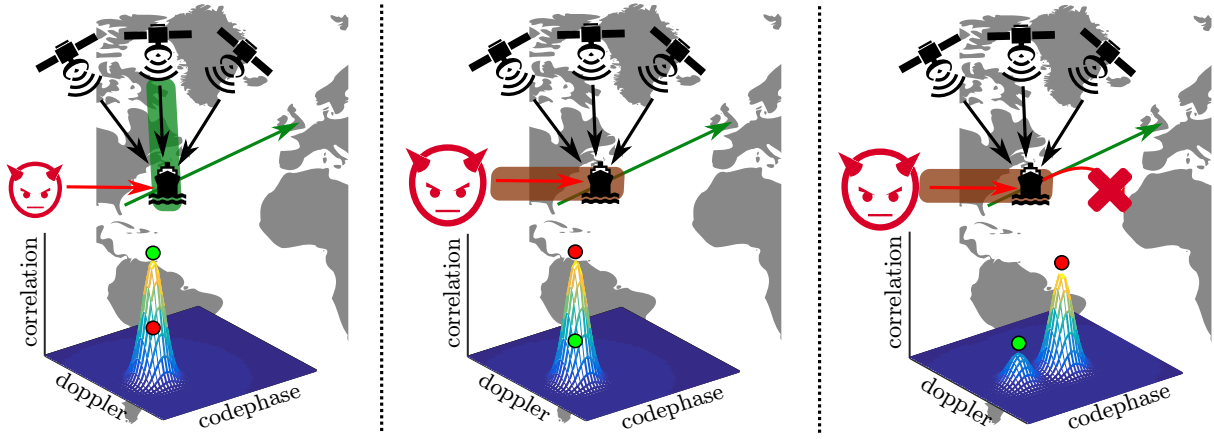 correlation
doppler
codephase
correlation
doppler
codephase
correlation
doppler
codephase